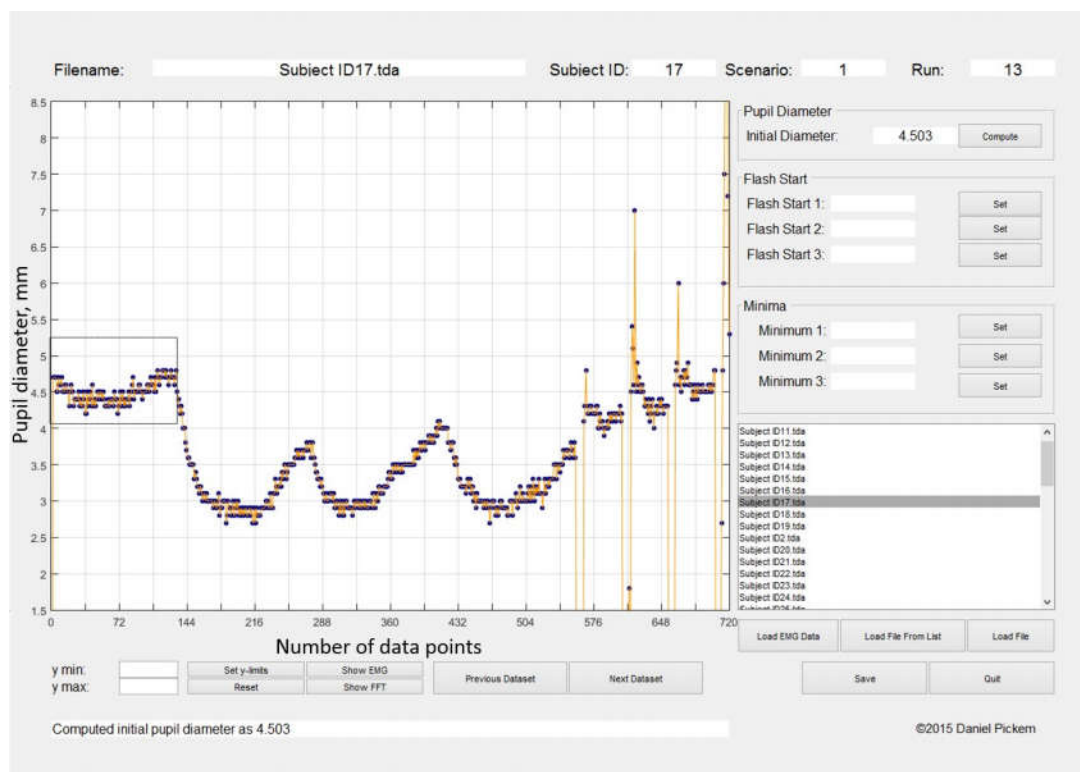 Filename: Subject ID17.tda Subject ID: 17 Scenario: 1 Run: 13
8.5
8
7.5
7
6.5
6
5.5
5
4.5
4
3.5
3
2.5
2
1.5
Pupil diameter, mm
0 72 144 216 288 360 432 504 576 648 720
Number of data points
Pupil Diameter
Initial Diameter: 4.503 Compute
Flash Start
Flash Start 1: Set
Flash Start 2: Set
Flash Start 3: Set
Minima
Minimum 1: Set
Minimum 2: Set
Minimum 3: Set
Subject ID11.tda
Subject ID12.tda
Subject ID13.tda
Subject ID14.tda
Subject ID15.tda
Subject ID16.tda
Subject ID17.tda
Subject ID18.tda
Subject ID19.tda
Subject ID2.tda
Subject ID20.tda
Subject ID21.tda
Subject ID22.tda
Subject ID23.tda
Subject ID24.tda
Subject ID25.tda
Load EMG Data Load File From List Load File
y min: Set y-limits Show EMG Previous Dataset Next Dataset Save Quit
y max: Reset Show FFT
Computed initial pupil diameter as 4.503
©2015 Daniel Pickem